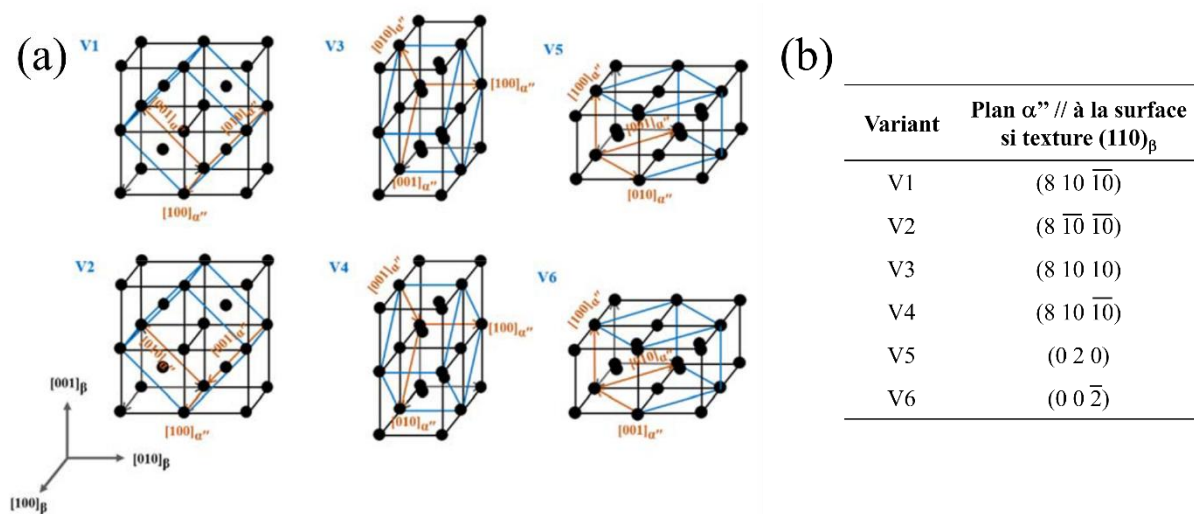 (a)
V1
[001]α''
[010]α''
[100]α''
V3
[010]α''
[100]α''
[001]α''
V5
[100]α''
[001]α''
[010]α''
V2
[010]α''
[001]α''
[100]α''
V4
[001]α''
[100]α''
[010]α''
V6
[100]α''
[010]α''
[001]α''
[001]β
[010]β
[100]β
(b)
Variant Plan α’’ // à la surface si texture (110)β
V1 (8 10 1̅0̅)
V2 (8 1̅0̅ 1̅0̅)
V3 (8 10 10)
V4 (8 10 1̅0̅)
V5 (0 2 0)
V6 (0 0 2̅)